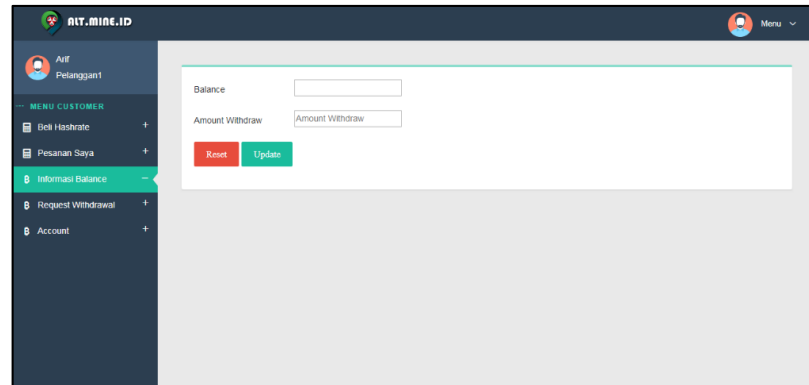 ALT.MINE.ID
Menu
Arif
Pelanggan1
MENU CUSTOMER
Beli Hashrate
Pesanan Saya
Informasi Balance
Request Withdrawal
Account
Balance
Amount Withdraw
Amount Withdraw
Reset
Update